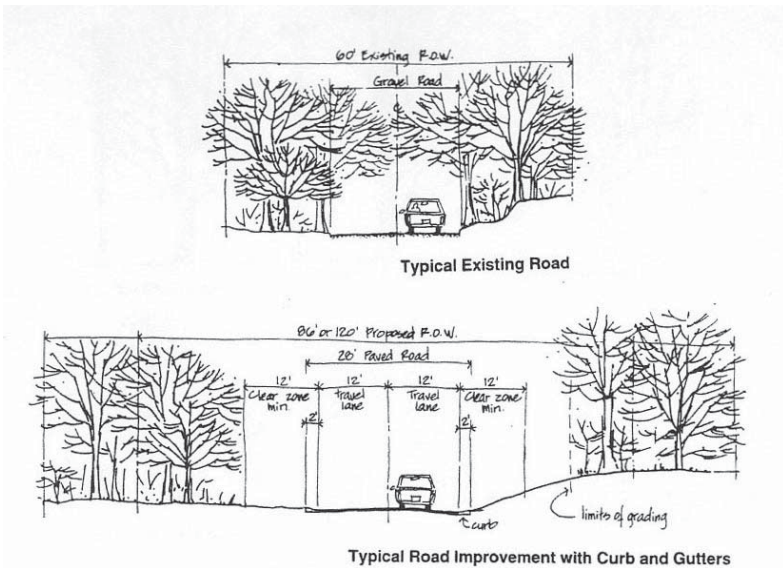 60' Existing R.O.W.
Gravel Road
Typical Existing Road
86' or 120' Proposed R.O.W.
28' Paved Road
12' 12' 12' 12'
Clear zone min. Travel lane Travel lane Clear zone min.
2' 2'
curb
limits of grading
Typical Road Improvement with Curb and Gutters